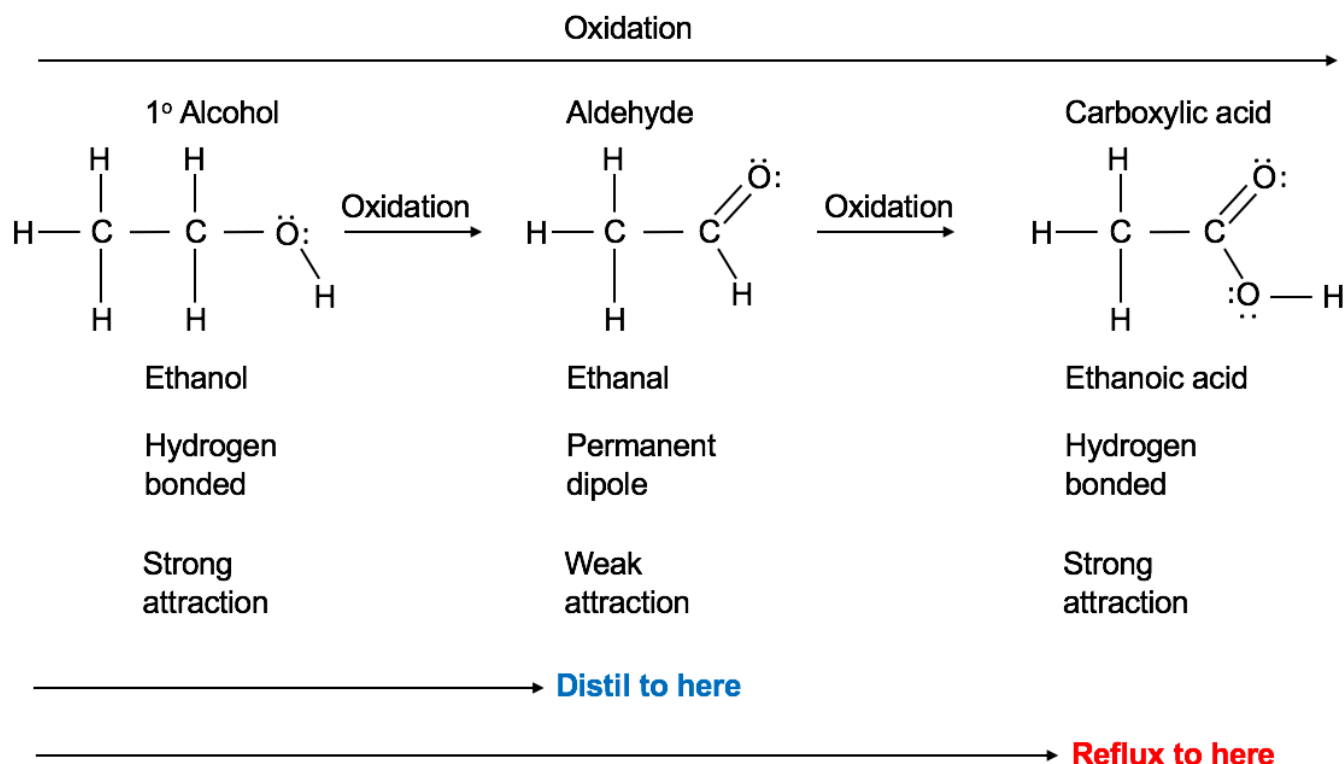 Oxidation
1º Alcohol
Aldehyde
Carboxylic acid
H H
H C C Ö: H
H H
Oxidation
H
H C C Ö: H
H
Oxidation
H
H C C Ö:
:O H
..
H
Ethanol
Ethanal
Ethanoic acid
Hydrogen
bonded
Permanent
dipole
Hydrogen
bonded
Strong
attraction
Weak
attraction
Strong
attraction
Distil to here
Reflux to here